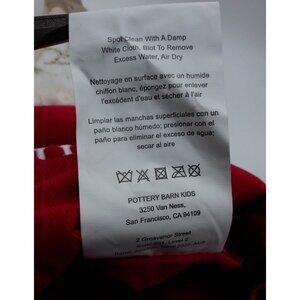 Spot Clean With A Damp
White Cloth, Blot To Remove
Excess Water, Air Dry
Nettoyage en surface avec un humide
chiffon blanc, épongez pour enlever
l'excédent d'eau et sécher à l'air
Limpiar las manchas superficiales con un
paño blanco húmedo; presionar con el
paño para eliminar el exceso de agua;
secar al aire
POTTERY BARN KIDS
3250 Van Ness,
San Francisco, CA 94109
2 Grosvenor Street
Level 2